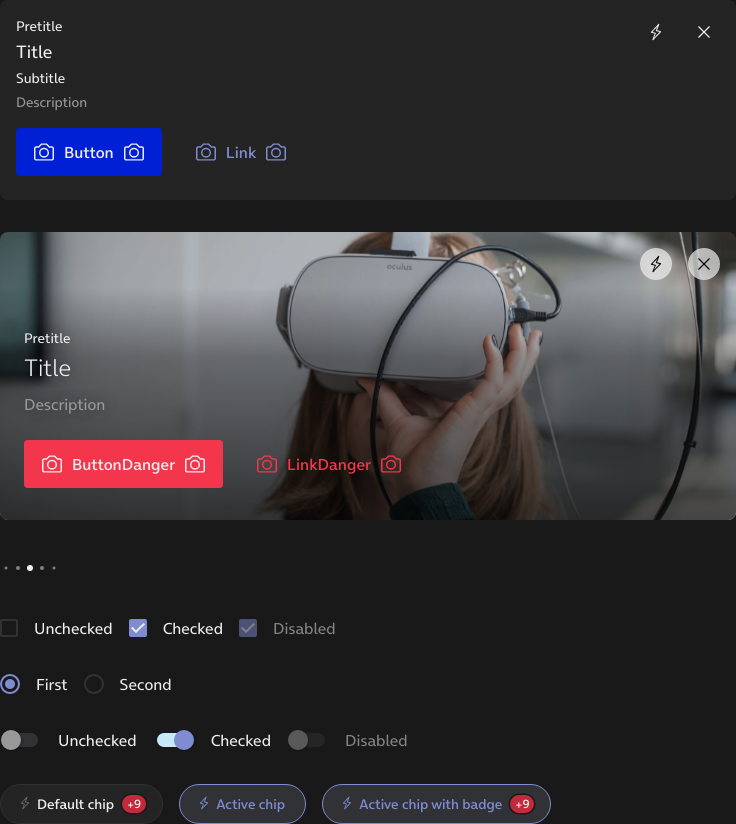 Pretitle
Title
Subtitle
Description
Button Link
oculus
Pretitle
Title
Description
ButtonDanger LinkDanger
Unchecked Checked Disabled
First Second
Unchecked Checked Disabled
Default chip +9 Active chip Active chip with badge +9